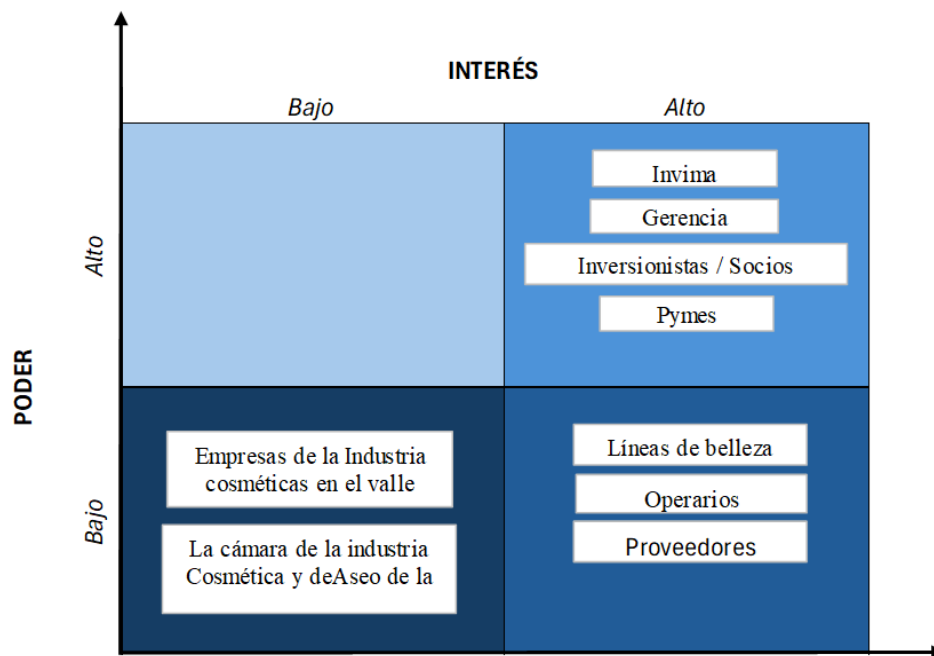 INTERÉS
Bajo
Alto
PODER
Alto
Bajo
Invima
Gerencia
Inversionistas / Socios
Pymes
Empresas de la Industria
cosméticas en el valle
La cámara de la industria
Cosmética y deAseo de la
Líneas de belleza
Operarios
Proveedores